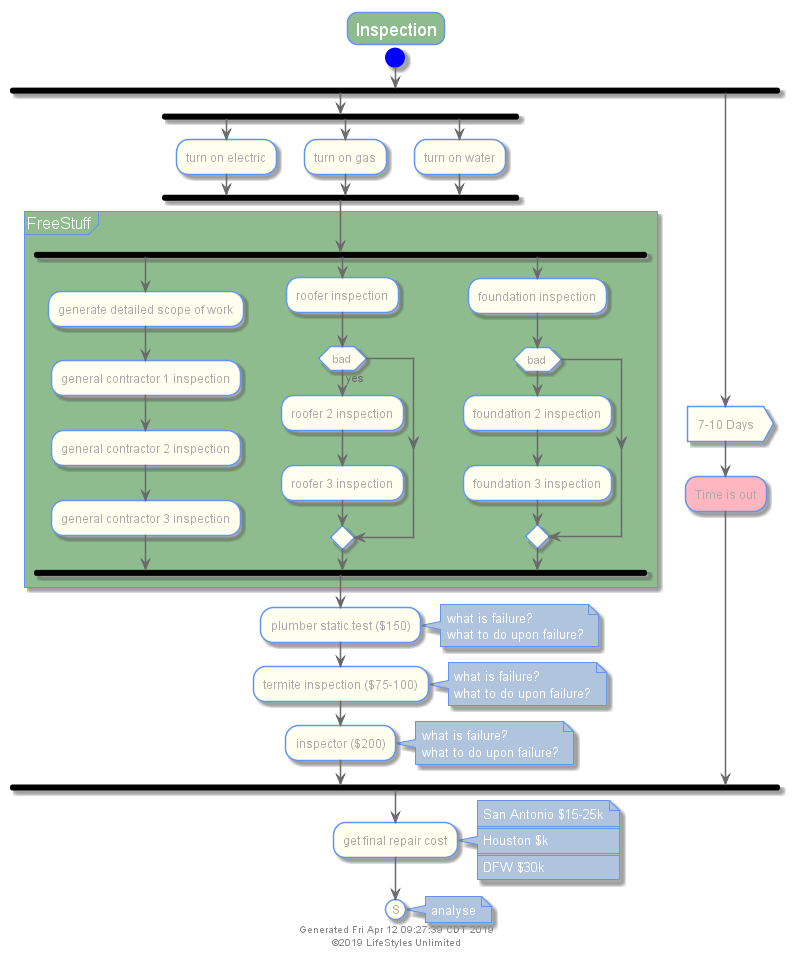 Inspection
turn on electric
turn on gas
turn on water
FreeStuff
generate detailed scope of work
general contractor 1 inspection
general contractor 2 inspection
general contractor 3 inspection
roofer inspection
bad
yes
roofer 2 inspection
roofer 3 inspection
foundation inspection
bad
foundation 2 inspection
foundation 3 inspection
7-10 Days
Time is out
plumber static test ($150)
what is failure?
what to do upon failure?
termite inspection ($75-100)
what is failure?
what to do upon failure?
inspector ($200)
what is failure?
what to do upon failure?
get final repair cost
San Antonio $15-25k
Houston $k
DFW $30k
S
analyse
Generated Fri Apr 12 09:27:39 CDT 2019
©2019 LifeStyles Unlimited